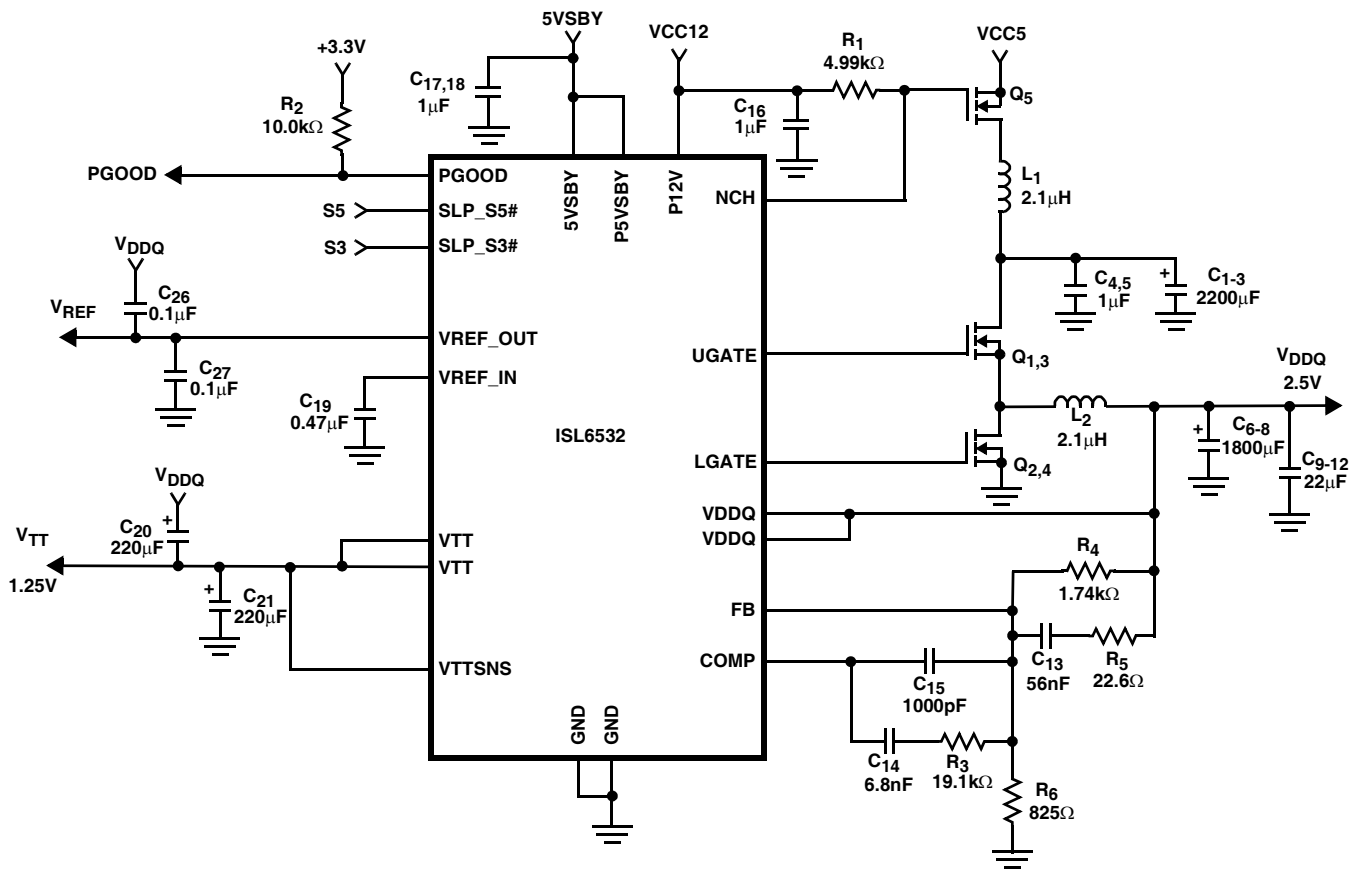 5VSBY
VCC12
VCC5
+3.3V
R1
4.99kΩ
C17,18
1μF
Q5
R2
10.0kΩ
C16
1μF
PGOOD
PGOOD
5VSBY
P5VSBY
P12V
NCH
L1
2.1μH
S5
SLP_S5#
S3
SLP_S3#
VDDQ
C26
0.1μF
VREF
C4,5
1μF
C1-3
2200μF
+
VREF_OUT
UGATE
Q1,3
C27
0.1μF
VREF_IN
VDDQ
2.5V
C19
0.47μF
ISL6532
L2
2.1μH
+
C6-8
1800μF
LGATE
Q2,4
C9-12
22μF
VDDQ
C20
220μF
+
VDDQ
VDDQ
VTT
1.25V
VTT
VTT
R4
1.74kΩ
+
C21
220μF
FB
VTTSNS
COMP
C13
56nF
R5
22.6Ω
C15
1000pF
GND
GND
C14
6.8nF
R3
19.1kΩ
R6
825Ω